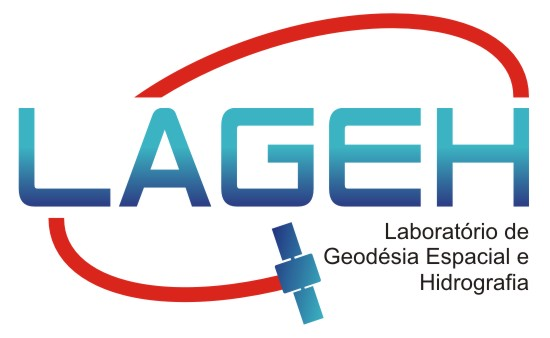 LAGEH
Laboratório de
Geodésia Espacial e
Hidrografia